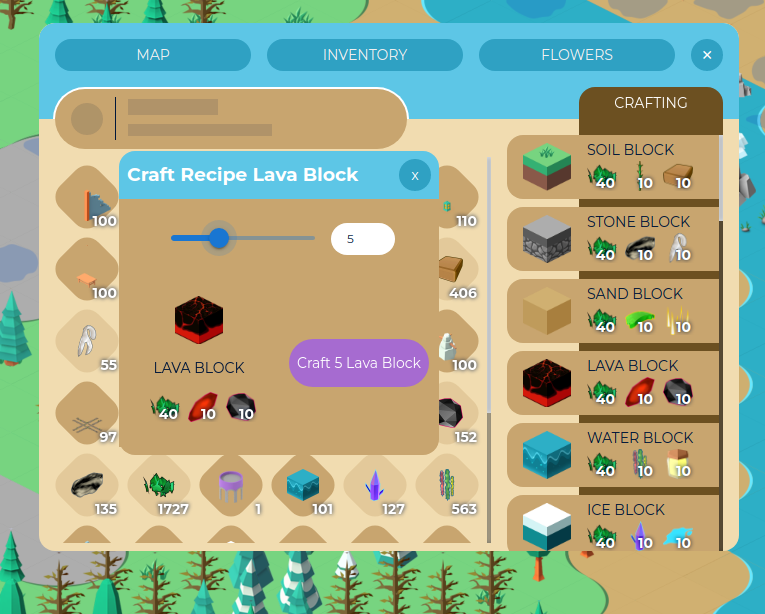 MAP
INVENTORY
FLOWERS
×
CRAFTING
Craft Recipe Lava Block
x
5
LAVA BLOCK
40 10 10
Craft 5 Lava Block
100
110
100
406
55
100
97
152
135
1727
1
101
127
563
SOIL BLOCK
40 10 10
STONE BLOCK
40 10 10
SAND BLOCK
40 10 10
LAVA BLOCK
40 10 10
WATER BLOCK
40 10 10
ICE BLOCK
40 10 10